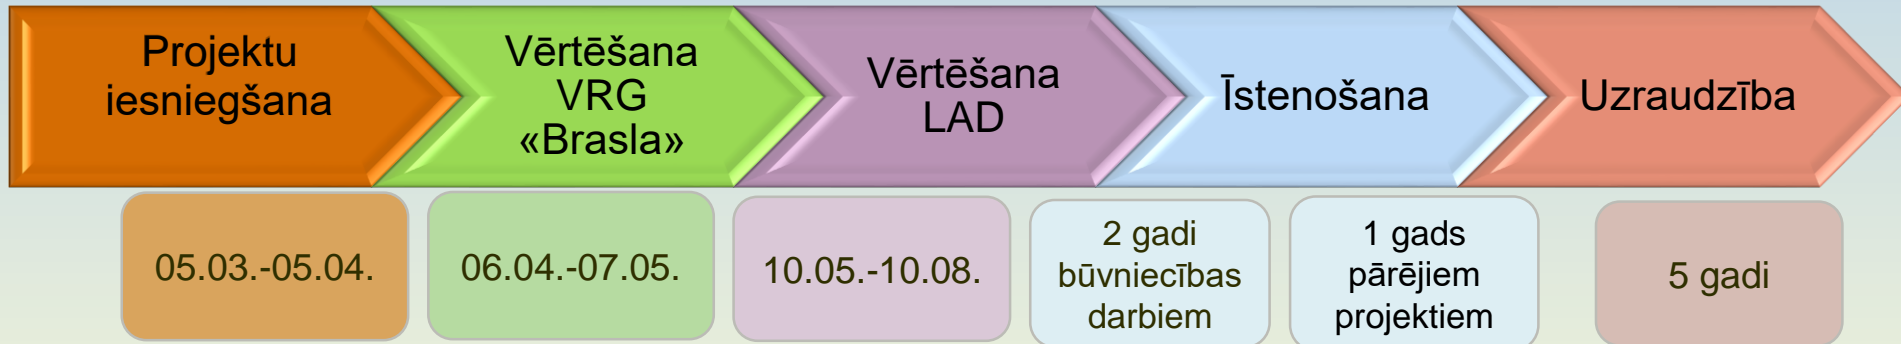 Projektu
iesniegšana
Vērtēšana
VRG
«Brasla»
Vērtēšana
LAD
Īstenošana
Uzraudzība
05.03.-05.04.
06.04.-07.05.
10.05.-10.08.
2 gadi
būvniecības
darbiem
1 gads
pārējiem
projektiem
5 gadi